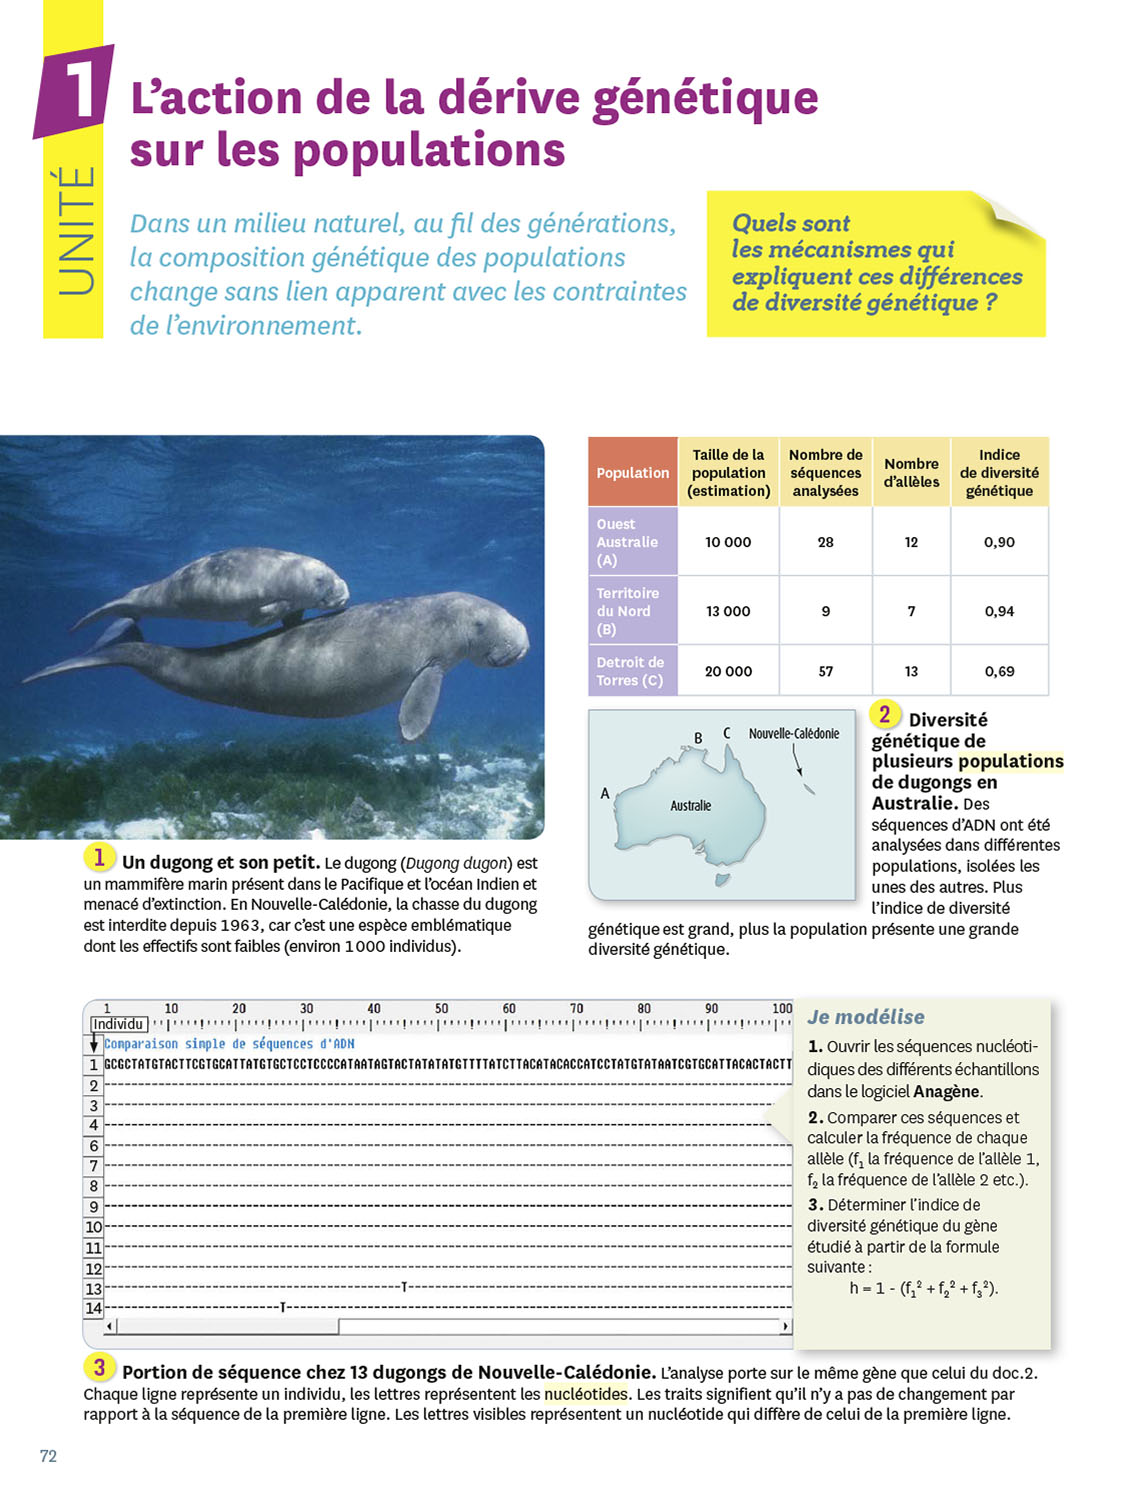 1
UNITÉ
L’action de la dérive génétique
sur les populations
Dans un milieu naturel, au fil des générations,
la composition génétique des populations
change sans lien apparent avec les contraintes
de l’environnement.
Quels sont
les mécanismes qui
expliquent ces différences
de diversité génétique ?
Population
Taille de la
population
(estimation)
Nombre de
séquences
analysées
Nombre
d’allèles
Indice
de diversité
génétique
Ouest
Australie
(A)
10 000 28 12 0,90
Territoire
du Nord
(B)
13 000 9 7 0,94
Detroit de
Torres (C)
20 000 57 13 0,69
A
B
C
Nouvelle-Calédonie
Australie
2 Diversité
génétique de
plusieurs populations
de dugongs en
Australie. Des
séquences d’ADN ont été
analysées dans différentes
populations, isolées les
unes des autres. Plus
l’indice de diversité
génétique est grand, plus la population présente une grande
diversité génétique.
1 Un dugong et son petit. Le dugong (Dugong dugon) est
un mammifère marin présent dans le Pacifique et l’océan Indien et
menacé d’extinction. En Nouvelle-Calédonie, la chasse du dugong
est interdite depuis 1963, car c’est une espèce emblématique
dont les effectifs sont faibles (environ 1 000 individus).
1 10 20 30 40 50 60 70 80 90 100
Individu
Comparaison simple de séquences d'ADN
1 GCGCTATGTACTTCGTGCATTATGTGCTCCTCCCCATAATAGTACTATATATGTTTTATCTTACATACACCATCCTATGTATAATCGTGCATTACACTACTT
2
3
4
6
7
8
9
10
11
12
13 T
14 T
Je modélise
1. Ouvrir les séquences nucléoti-
diques des différents échantillons
dans le logiciel Anagène.
2. Comparer ces séquences et
calculer la fréquence de chaque
allèle (f₁ la fréquence de l’allèle 1,
f₂ la fréquence de l’allèle 2 etc.).
3. Déterminer l’indice de
diversité génétique du gène
étudié à partir de la formule
suivante :
h = 1 - (f₁² + f₂² + f₃²).
3 Portion de séquence chez 13 dugongs de Nouvelle-Calédonie. L’analyse porte sur le même gène que celui du doc.2.
Chaque ligne représente un individu, les lettres représentent les nucléotides. Les traits signifient qu’il n’y a pas de changement par
rapport à la séquence de la première ligne. Les lettres visibles représentent un nucléotide qui diffère de celui de la première ligne.
72